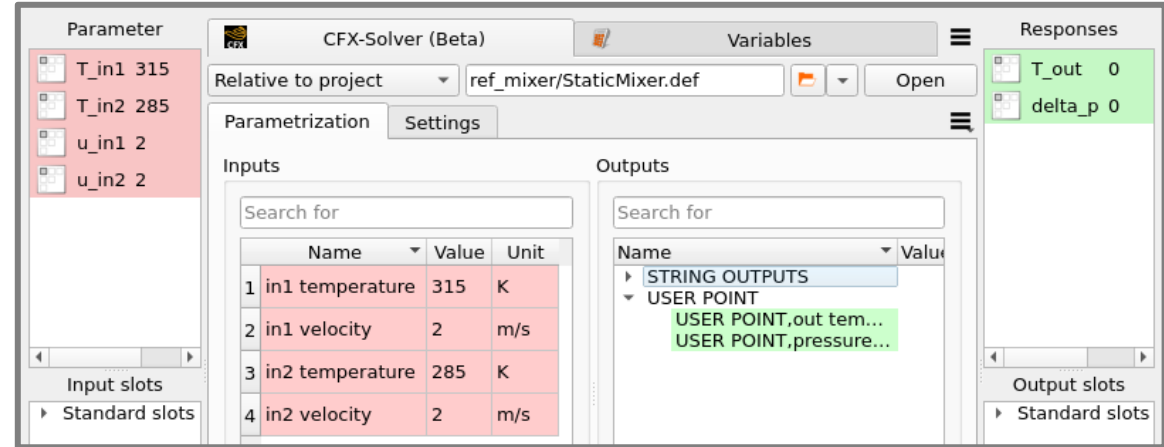 Parameter
T_in1 315
T_in2 285
u_in1 2
u_in2 2
Input slots
Standard slots
CFX
CFX-Solver (Beta)
Variables
Relative to project
ref_mixer/StaticMixer.def
Open
Parametrization
Settings
Inputs
Search for
Name Value Unit
1 in1 temperature 315 K
2 in1 velocity 2 m/s
3 in2 temperature 285 K
4 in2 velocity 2 m/s
Outputs
Search for
Name Value
STRING OUTPUTS
USER POINT
USER POINT,out tem...
USER POINT,pressure...
Responses
T_out 0
delta_p 0
Output slots
Standard slots